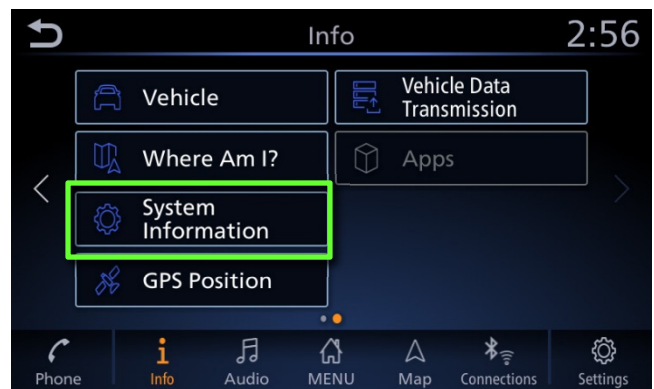 Info
2:56
Vehicle
Vehicle Data
Transmission
Where Am I?
Apps
System
Information
GPS Position
Phone
Info
Audio
MENU
Map
Connections
Settings